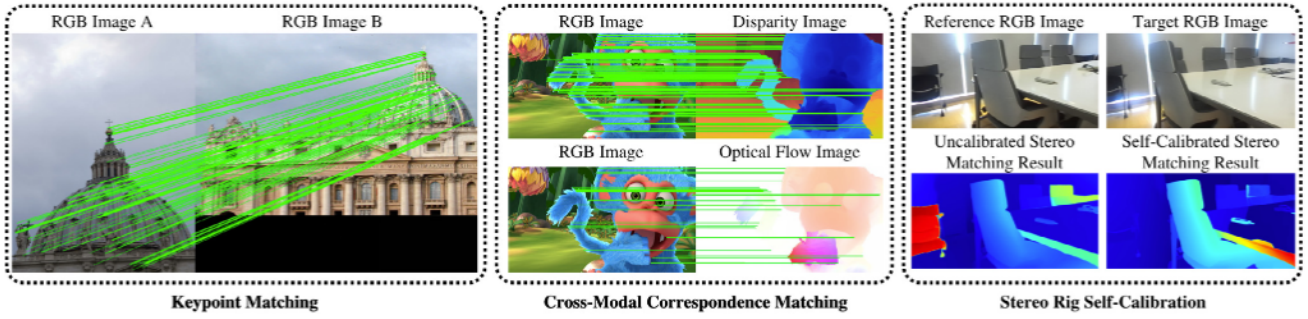 RGB Image A
RGB Image B
Keypoint Matching
RGB Image
Disparity Image
RGB Image
Optical Flow Image
Cross-Modal Correspondence Matching
Reference RGB Image
Target RGB Image
Uncalibrated Stereo
Matching Result
Self-Calibrated Stereo
Matching Result
Stereo Rig Self-Calibration